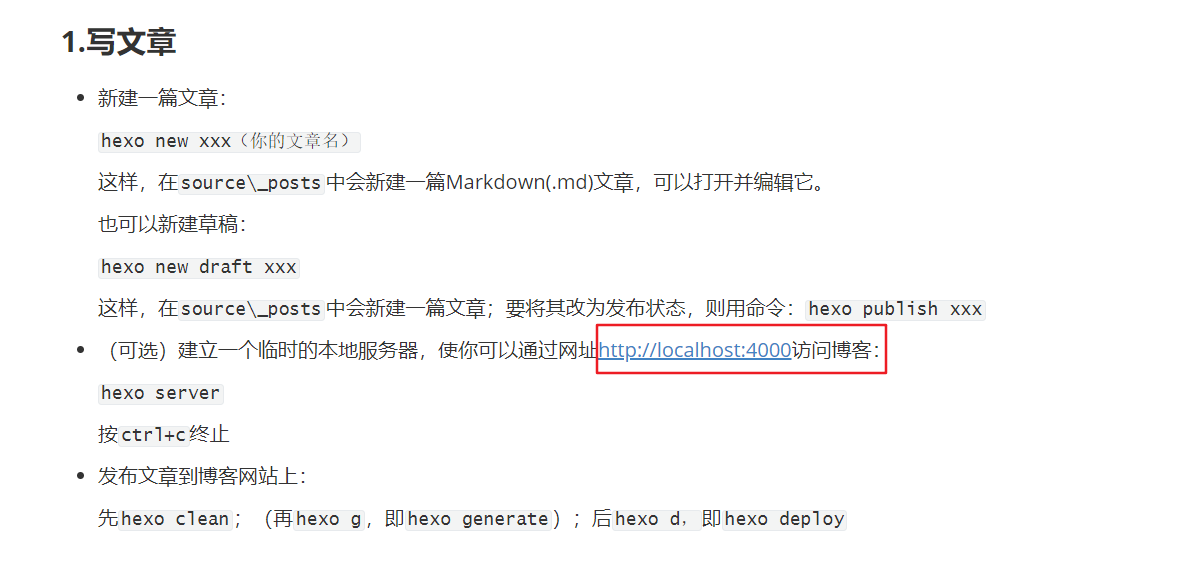 1.写文章
新建一篇文章：
hexo new xxx（你的文章名）
这样，在source\_posts中会新建一篇Markdown(.md)文章，可以打开并编辑它。
也可以新建草稿：
hexo new draft xxx
这样，在source\_posts中会新建一篇文章；要将其改为发布状态，则用命令：hexo publish xxx
（可选）建立一个临时的本地服务器，使你可以通过网址http://localhost:4000访问博客：
hexo server
按ctrl+c终止
发布文章到博客网站上：
先hexo clean；（再hexo g，即hexo generate）；后hexo d，即hexo deploy